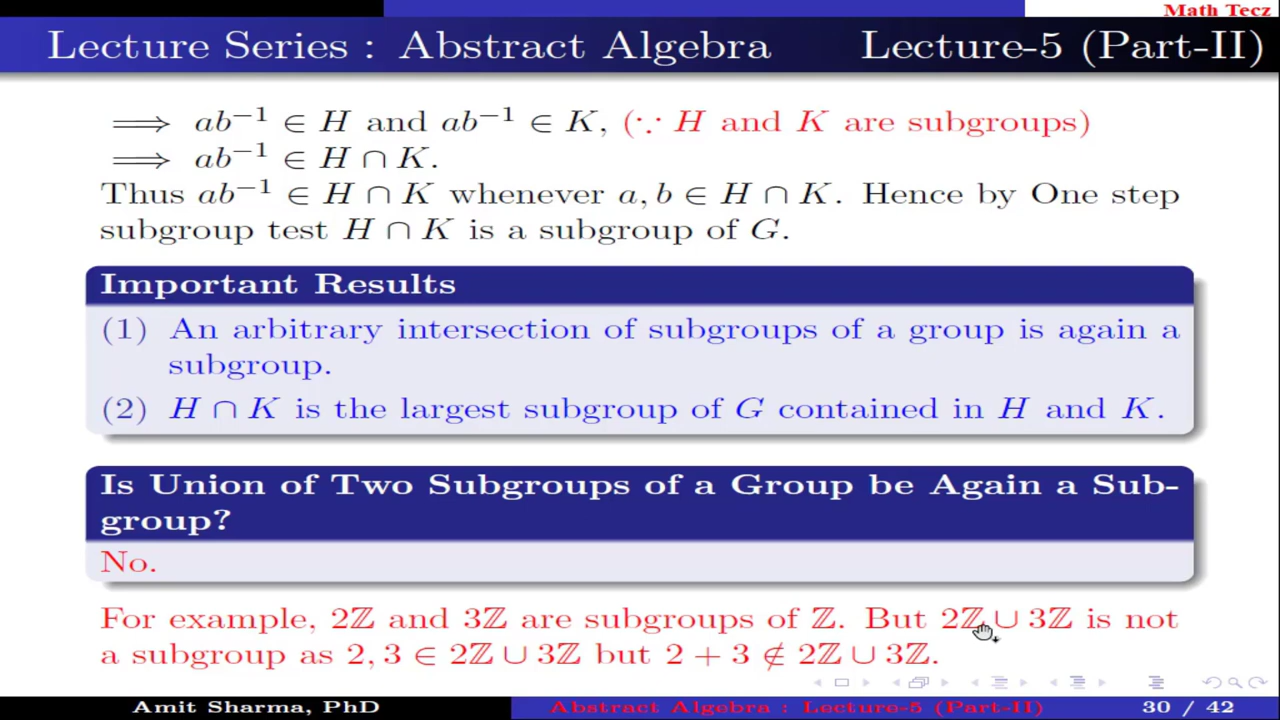 Math Tecz
Lecture Series : Abstract Algebra Lecture-5 (Part-II)
⟹ ab⁻¹ ∈ H and ab⁻¹ ∈ K, (∵ H and K are subgroups)
⟹ ab⁻¹ ∈ H ∩ K.
Thus ab⁻¹ ∈ H ∩ K whenever a, b ∈ H ∩ K. Hence by One step
subgroup test H ∩ K is a subgroup of G.
Important Results
(1) An arbitrary intersection of subgroups of a group is again a
subgroup.
(2) H ∩ K is the largest subgroup of G contained in H and K.
Is Union of Two Subgroups of a Group be Again a Sub-
group?
No.
For example, 2ℤ and 3ℤ are subgroups of ℤ. But 2ℤ ∪ 3ℤ is not
a subgroup as 2, 3 ∈ 2ℤ ∪ 3ℤ but 2 + 3 ∉ 2ℤ ∪ 3ℤ.
Amit Sharma, PhD Abstract Algebra : Lecture-5 (Part-II) 30 / 42